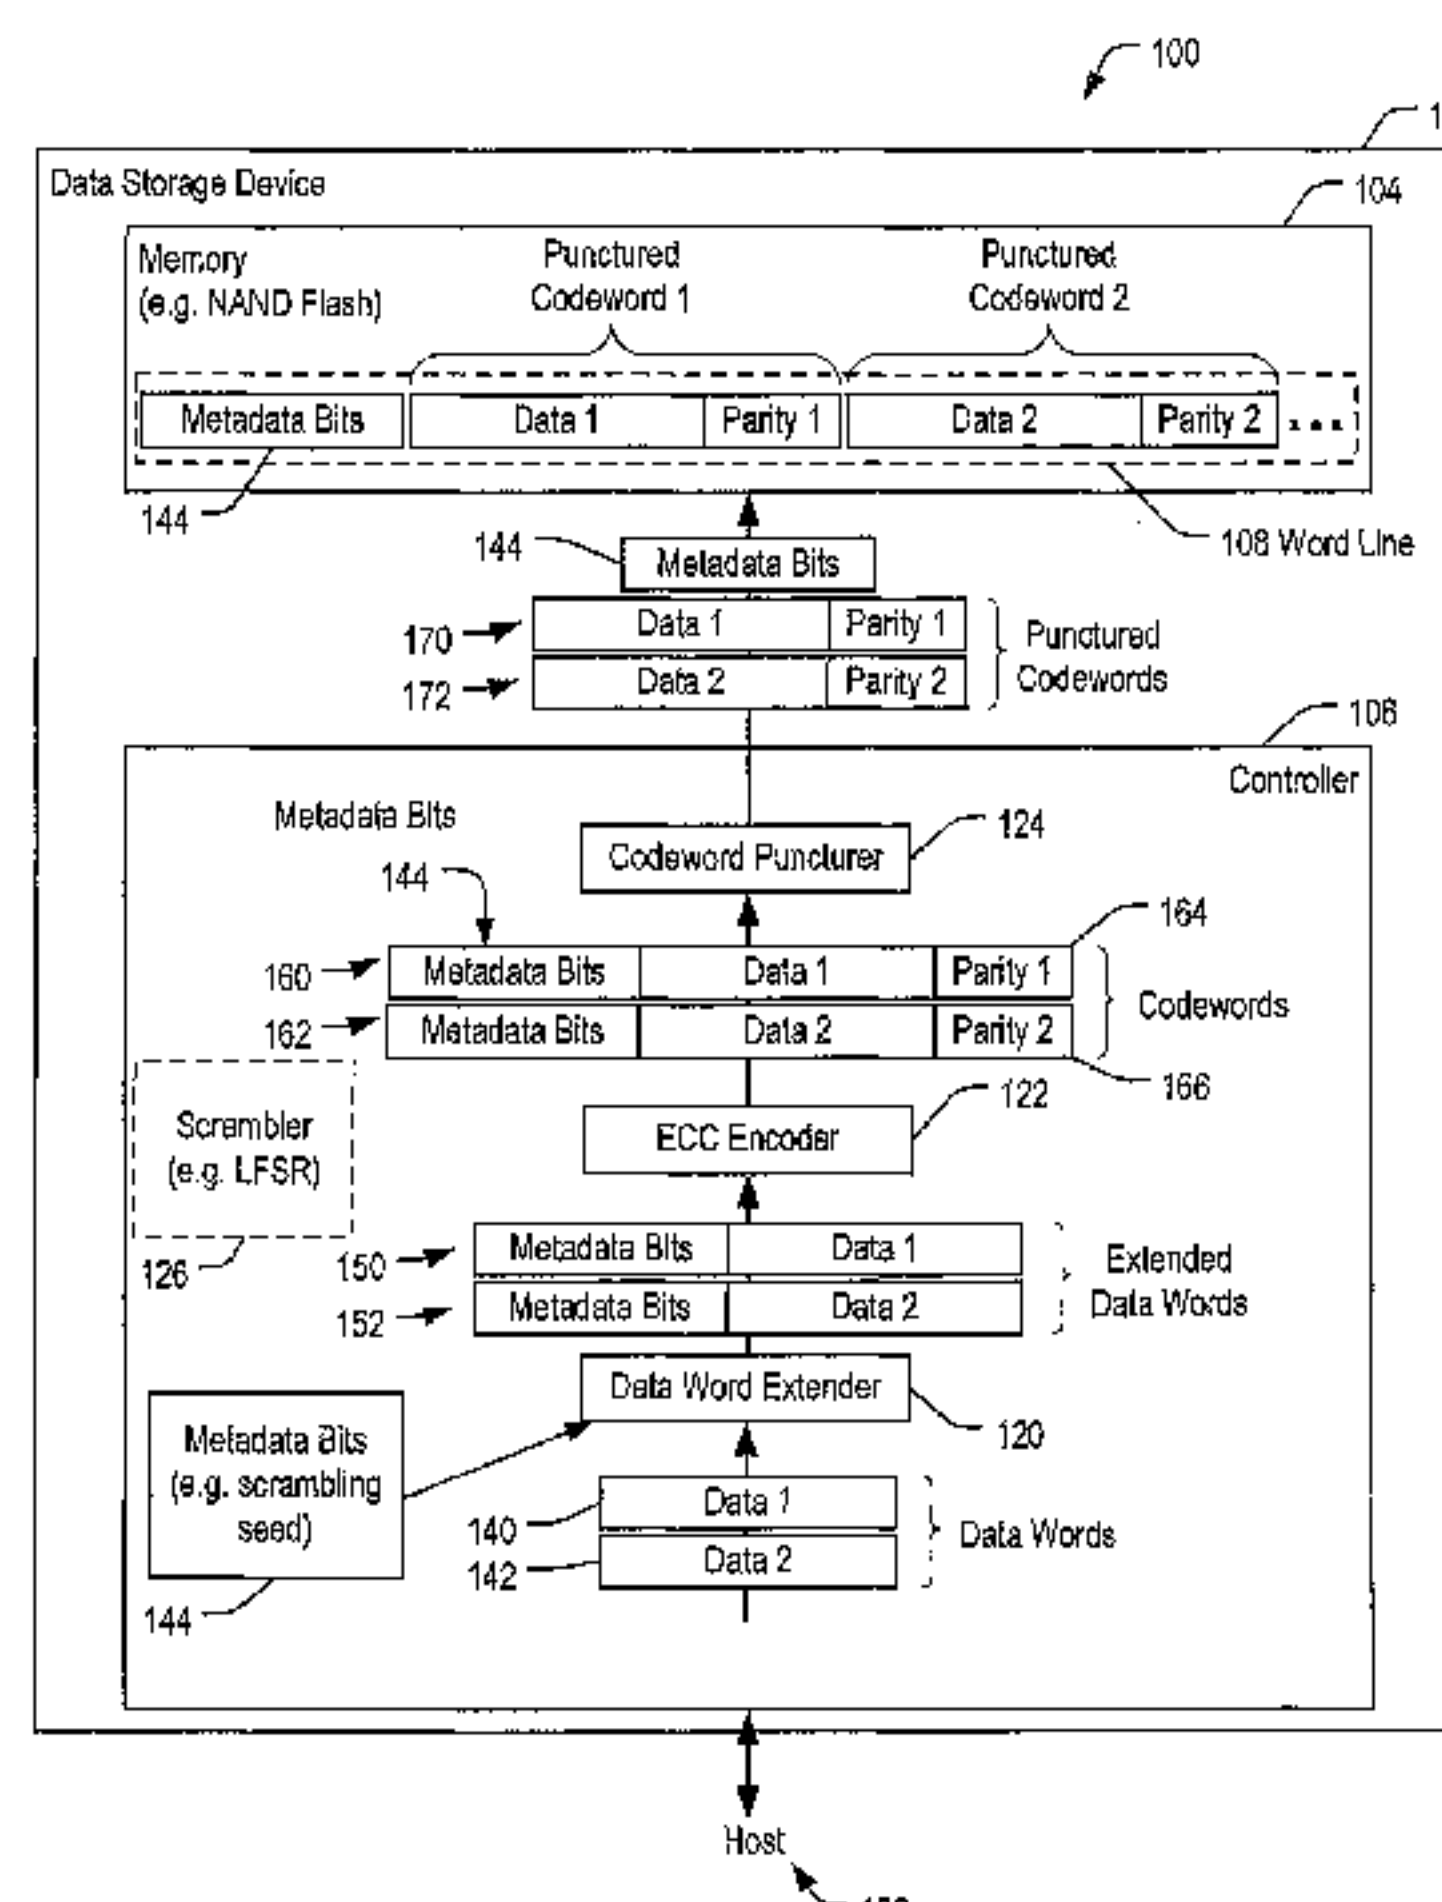 100
Data Storage Device
104
Memory
(e.g. NAND Flash)
Punctured
Codeword 1
Punctured
Codeword 2
Metadata Bits
Data 1
Parity 1
Data 2
Parity 2
...
144
108 Word Line
144
Metadata Bits
170
Data 1
Parity 1
172
Data 2
Parity 2
Punctured
Codewords
106
Controller
Metadata Bits
144
Codeword Puncturer
124
164
160
Metadata Bits
Data 1
Parity 1
162
Metadata Bits
Data 2
Parity 2
Codewords
166
Scrambler
(e.g. LFSR)
126
ECC Encoder
122
150
Metadata Bits
Data 1
152
Metadata Bits
Data 2
Extended
Data Words
Data Word Extender
120
Metadata Bits
(e.g. scrambling
seed)
144
140
Data 1
142
Data 2
Data Words
Host